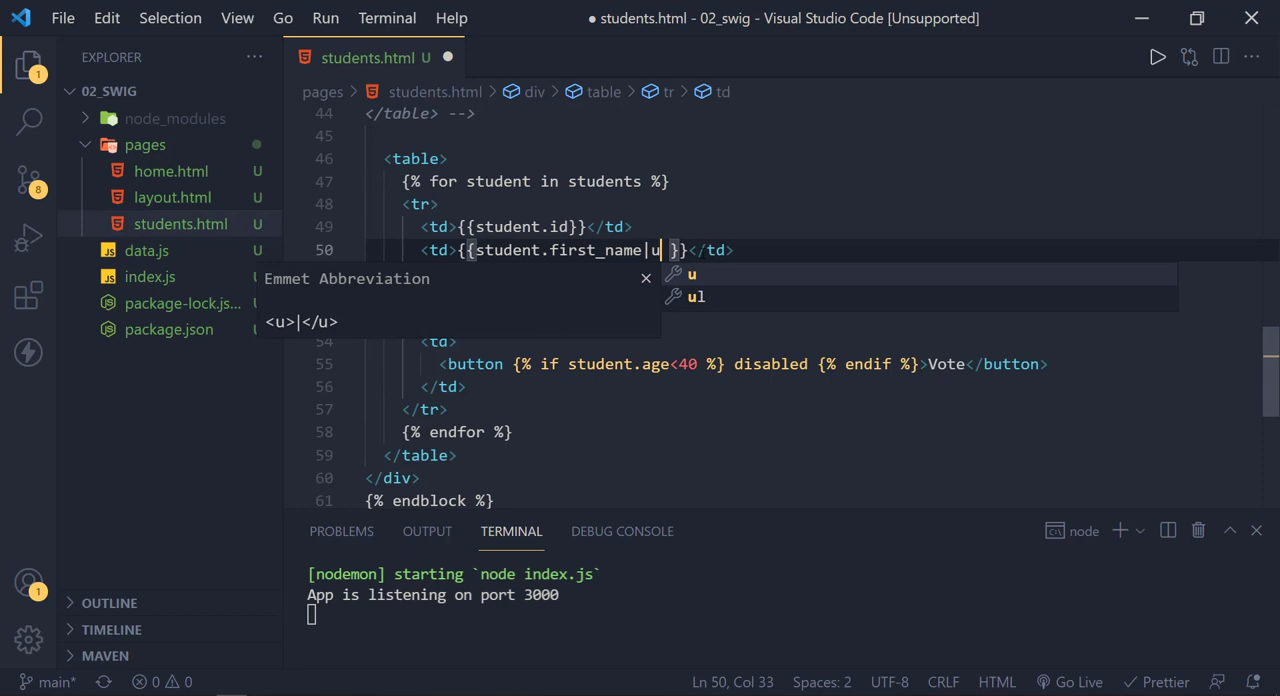 File Edit Selection View Go Run Terminal Help ● students.html - 02_swig - Visual Studio Code [Unsupported]
1
8
1
EXPLORER
02_SWIG
node_modules
pages
home.html U
layout.html U
students.html U
JS data.js U
JS index.js
package-lock.js...
package.json
OUTLINE
TIMELINE
MAVEN
students.html U
pages > students.html > div > table > tr > td
44 </table> -->
45
46 <table>
47 {% for student in students %}
48 <tr>
49 <td>{{student.id}}</td>
50 <td>{{student.first_name|u }}</td>
Emmet Abbreviation
<u>|</u>
u
ul
54 <td>
55 <button {% if student.age<40 %} disabled {% endif %}>Vote</button>
56 </td>
57 </tr>
58 {% endfor %}
59 </table>
60 </div>
61 {% endblock %}
PROBLEMS OUTPUT TERMINAL DEBUG CONSOLE node
[nodemon] starting `node index.js`
App is listening on port 3000
main* 0 0 Ln 50, Col 33 Spaces: 2 UTF-8 CRLF HTML Go Live Prettier